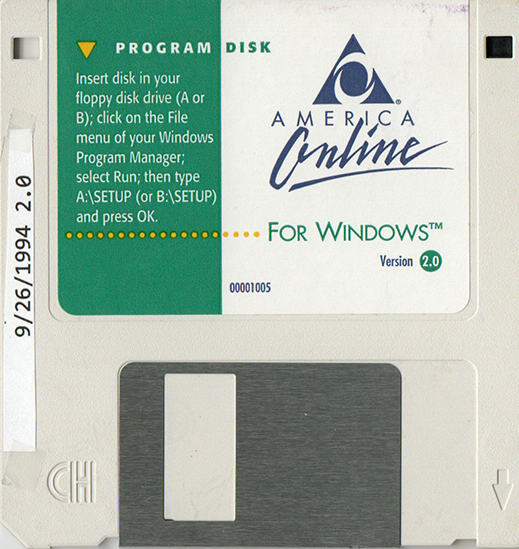 PROGRAM DISK
Insert disk in your
floppy disk drive (A or
B); click on the File
menu of your Windows
Program Manager;
select Run; then type
A:\SETUP (or B:\SETUP)
and press OK.
AMERICA
Online
®
FOR WINDOWS™
Version 2.0
00001005
9/26/1994 2.0
HD